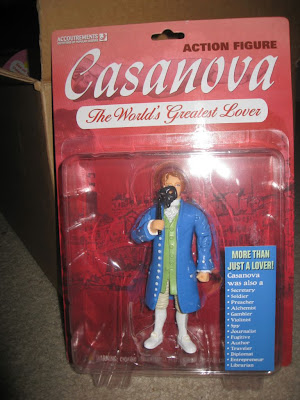 ACCOUTREMENTS
ACTION FIGURE
Casanova
The World's Greatest Lover
MORE THAN
JUST A LOVER!
Casanova
was also a
• Secretary
• Soldier
• Preacher
• Alchemist
• Gambler
• Violinist
• Spy
• Journalist
• Fugitive
• Author
• Traveler
• Diplomat
• Entrepreneur
• Librarian